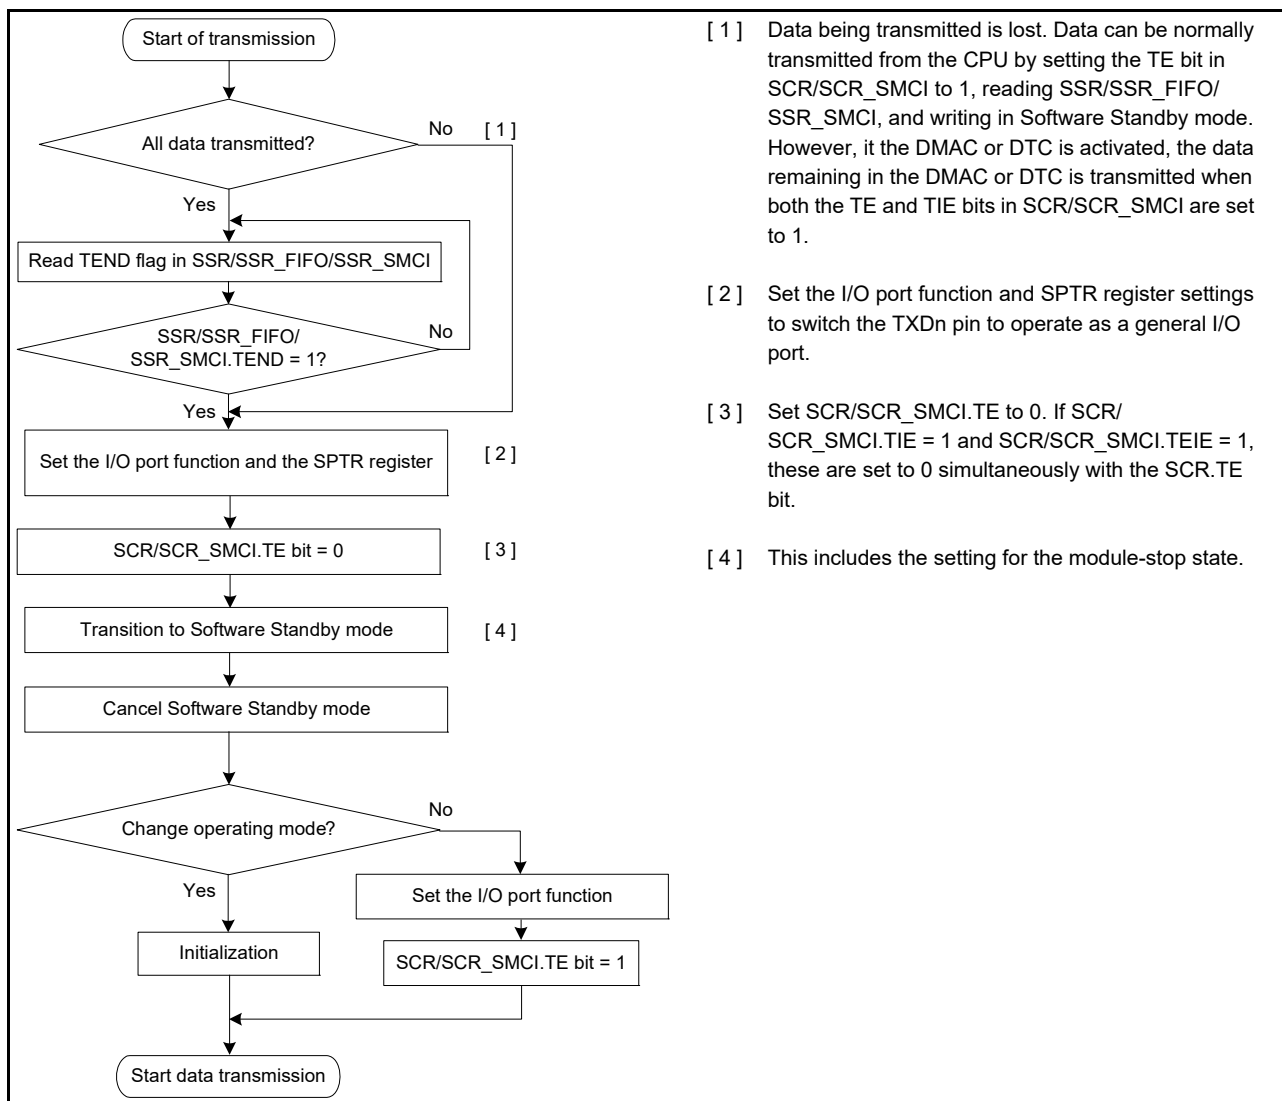 Start of transmission
All data transmitted?
No [ 1 ]
Yes
Read TEND flag in SSR/SSR_FIFO/SSR_SMCI
SSR/SSR_FIFO/
SSR_SMCI.TEND = 1?
No
Yes
Set the I/O port function and the SPTR register
[ 2 ]
SCR/SCR_SMCI.TE bit = 0
[ 3 ]
Transition to Software Standby mode
[ 4 ]
Cancel Software Standby mode
Change operating mode?
No
Yes
Set the I/O port function
Initialization
SCR/SCR_SMCI.TE bit = 1
Start data transmission
[ 1 ] Data being transmitted is lost. Data can be normally
transmitted from the CPU by setting the TE bit in
SCR/SCR_SMCI to 1, reading SSR/SSR_FIFO/
SSR_SMCI, and writing in Software Standby mode.
However, it the DMAC or DTC is activated, the data
remaining in the DMAC or DTC is transmitted when
both the TE and TIE bits in SCR/SCR_SMCI are set
to 1.
[ 2 ] Set the I/O port function and SPTR register settings
to switch the TXDn pin to operate as a general I/O
port.
[ 3 ] Set SCR/SCR_SMCI.TE to 0. If SCR/
SCR_SMCI.TIE = 1 and SCR/SCR_SMCI.TEIE = 1,
these are set to 0 simultaneously with the SCR.TE
bit.
[ 4 ] This includes the setting for the module-stop state.